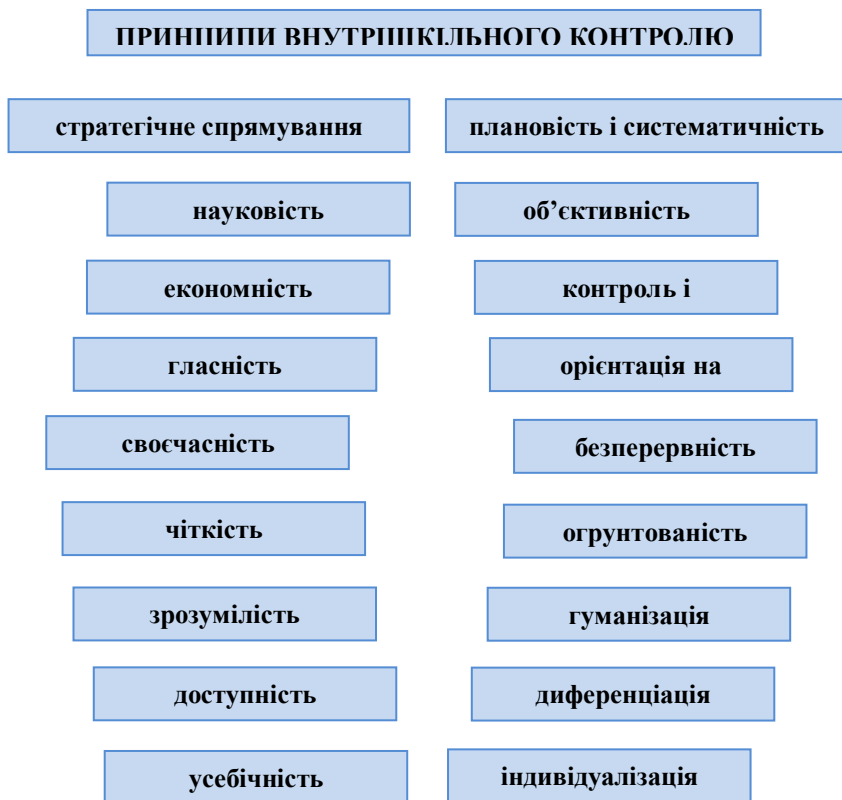 ПРИНЦИПИ ВНУТРІШКІЛЬНОГО КОНТРОЛЮ
стратегічне спрямування
плановість і систематичність
науковість
об’єктивність
економність
контроль і
гласність
орієнтація на
своєчасність
безперервність
чіткість
огрунтованість
зрозумілість
гуманізація
доступність
диференціація
усебічність
індивідуалізація